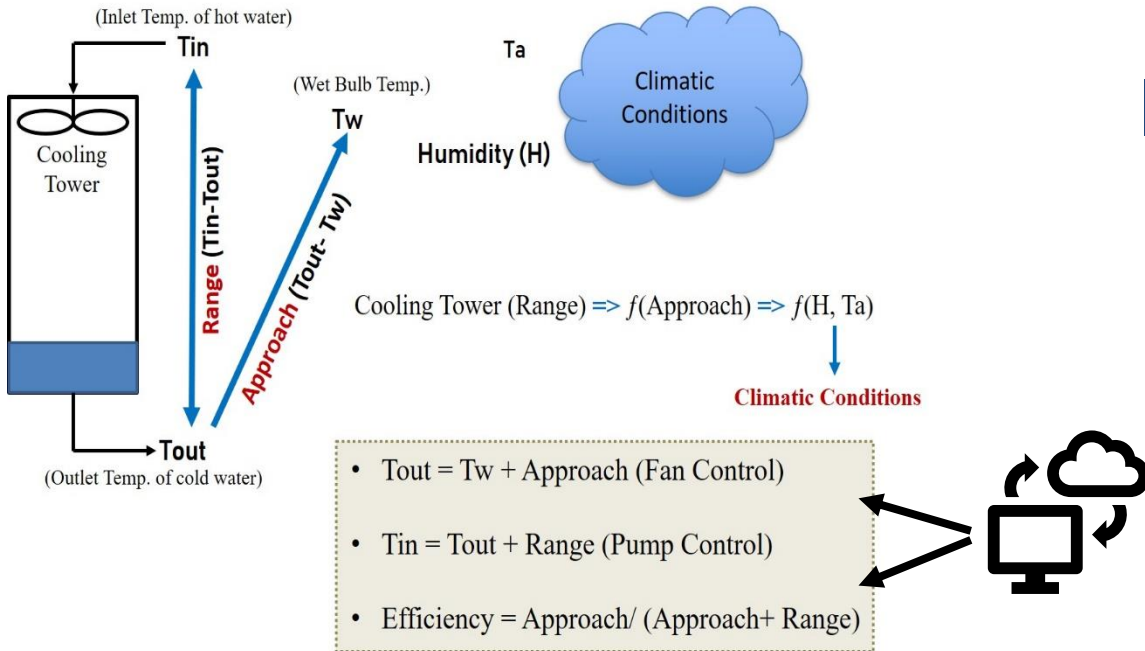 (Inlet Temp. of hot water)
Tin
Ta
Climatic
Conditions
(Wet Bulb Temp.)
Tw
Humidity (H)
Cooling
Tower
Range (Tin-Tout)
Approach (Tout- Tw)
Cooling Tower (Range) => f(Approach) => f(H, Ta)
Climatic Conditions
Tout
(Outlet Temp. of cold water)
• Tout = Tw + Approach (Fan Control)
• Tin = Tout + Range (Pump Control)
• Efficiency = Approach/ (Approach+ Range)